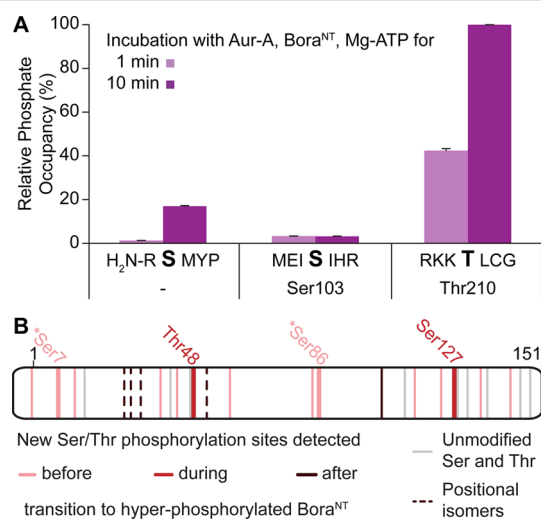 A
Relative Phosphate
Occupancy (%)
100
80
60
40
20
0
Incubation with Aur-A, Bora^NT, Mg-ATP for
1 min
10 min
H₂N-R S MYP
MEI S IHR
RKK T LCG
-
Ser103
Thr210
B
1
*Ser7
Thr48
*Ser86
Ser127
151
New Ser/Thr phosphorylation sites detected
before
during
after
transition to hyper-phosphorylated Bora^NT
Unmodified
Ser and Thr
Positional
isomers